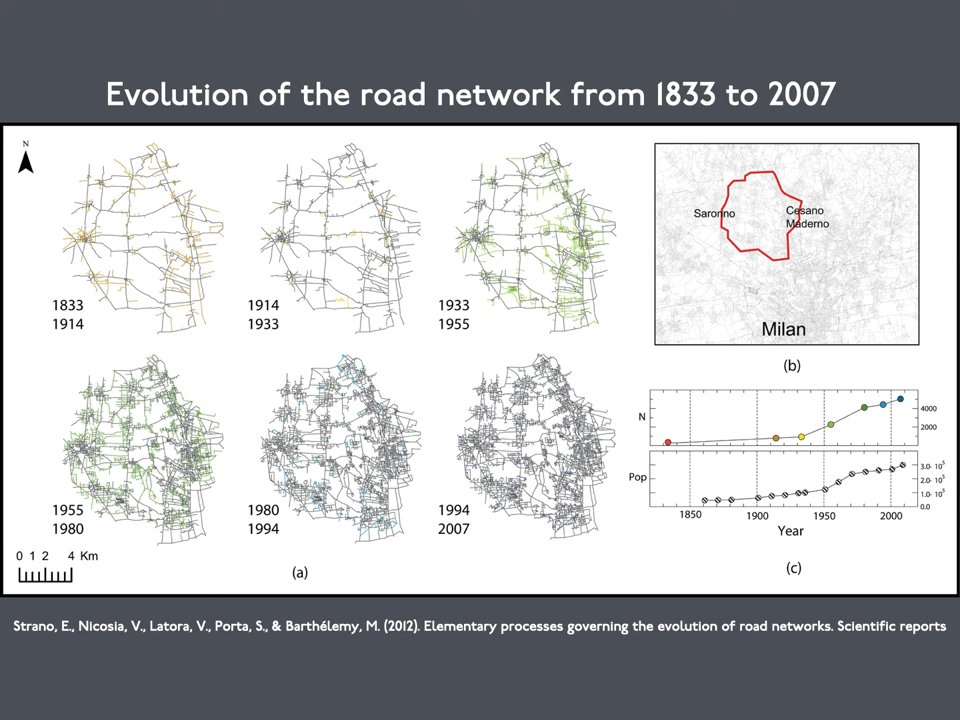 Evolution of the road network from 1833 to 2007
N
1833
1914
1914
1933
1933
1955
1955
1980
1980
1994
1994
2007
0 1 2 4 Km
(a)
Saronno
Cesano
Maderno
Milan
(b)
N
4000
2000
Pop
3.0· 10⁵
2.0· 10⁵
1.0· 10⁵
0.0
1850 1900 1950 2000
Year
(c)
Strano, E., Nicosia, V., Latora, V., Porta, S., & Barthélemy, M. (2012). Elementary processes governing the evolution of road networks. Scientific reports